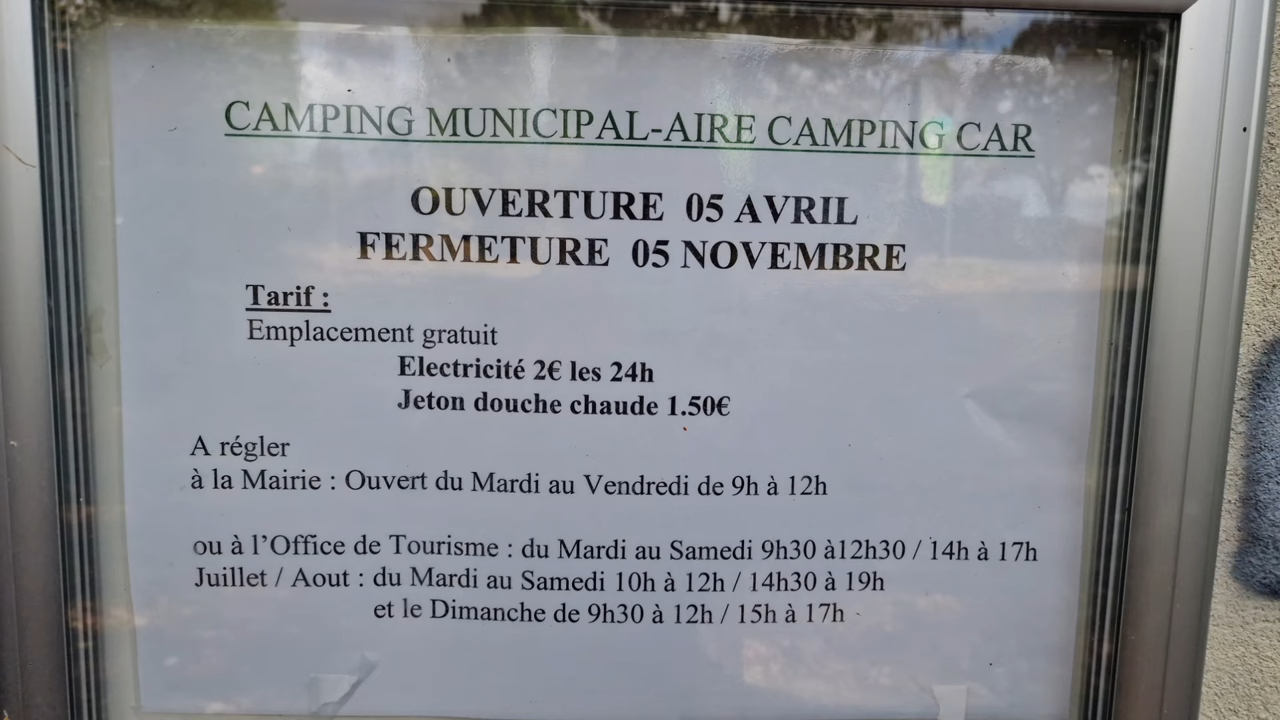 CAMPING MUNICIPAL-AIRE CAMPING CAR
OUVERTURE 05 AVRIL
FERMETURE 05 NOVEMBRE
Tarif :
Emplacement gratuit
Electricité 2€ les 24h
Jeton douche chaude 1.50€
A régler
à la Mairie : Ouvert du Mardi au Vendredi de 9h à 12h
ou à l'Office de Tourisme : du Mardi au Samedi 9h30 à12h30 / 14h à 17h
Juillet / Aout : du Mardi au Samedi 10h à 12h / 14h30 à 19h
et le Dimanche de 9h30 à 12h / 15h à 17h